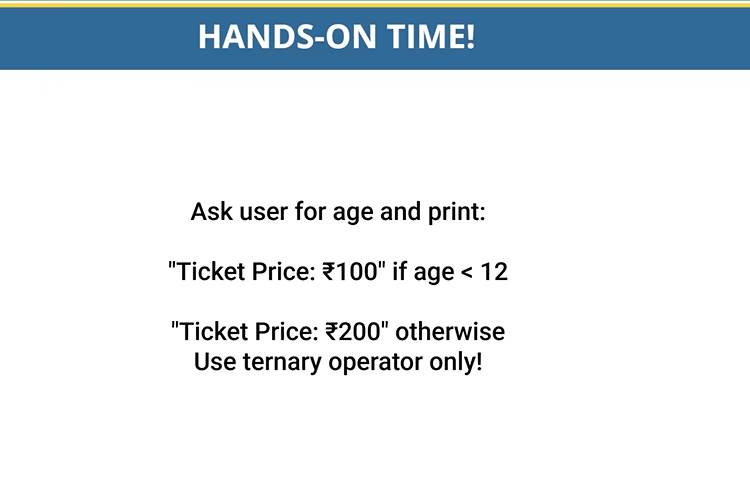 HANDS-ON TIME!
Ask user for age and print:
"Ticket Price: ₹100" if age < 12
"Ticket Price: ₹200" otherwise
Use ternary operator only!